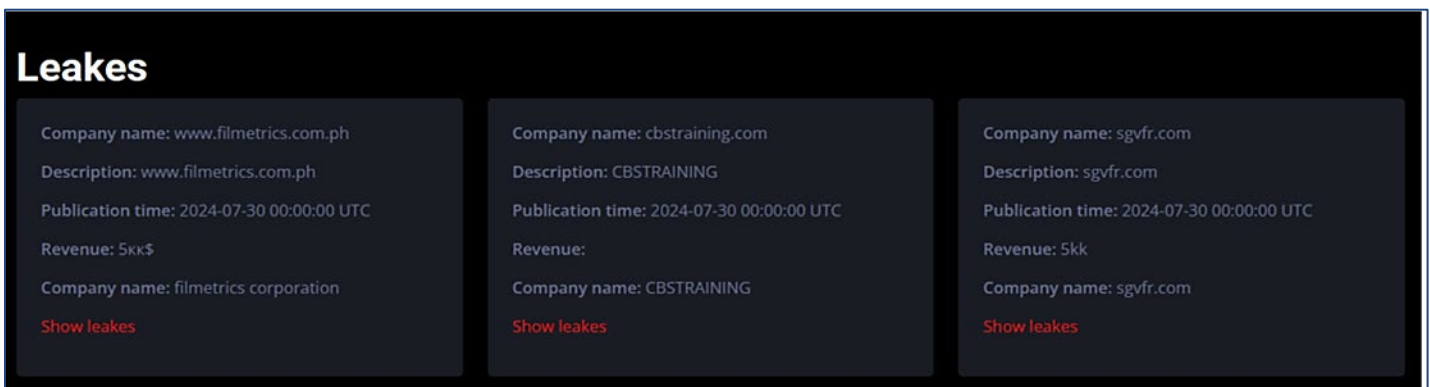 Leakes
Company name: www.filmetrics.com.ph
Description: www.filmetrics.com.ph
Publication time: 2024-07-30 00:00:00 UTC
Revenue: 5кк$
Company name: filmetrics corporation
Show leakes
Company name: cbstraining.com
Description: CBSTRAINING
Publication time: 2024-07-30 00:00:00 UTC
Revenue:
Company name: CBSTRAINING
Show leakes
Company name: sgvfr.com
Description: sgvfr.com
Publication time: 2024-07-30 00:00:00 UTC
Revenue: 5kk
Company name: sgvfr.com
Show leakes